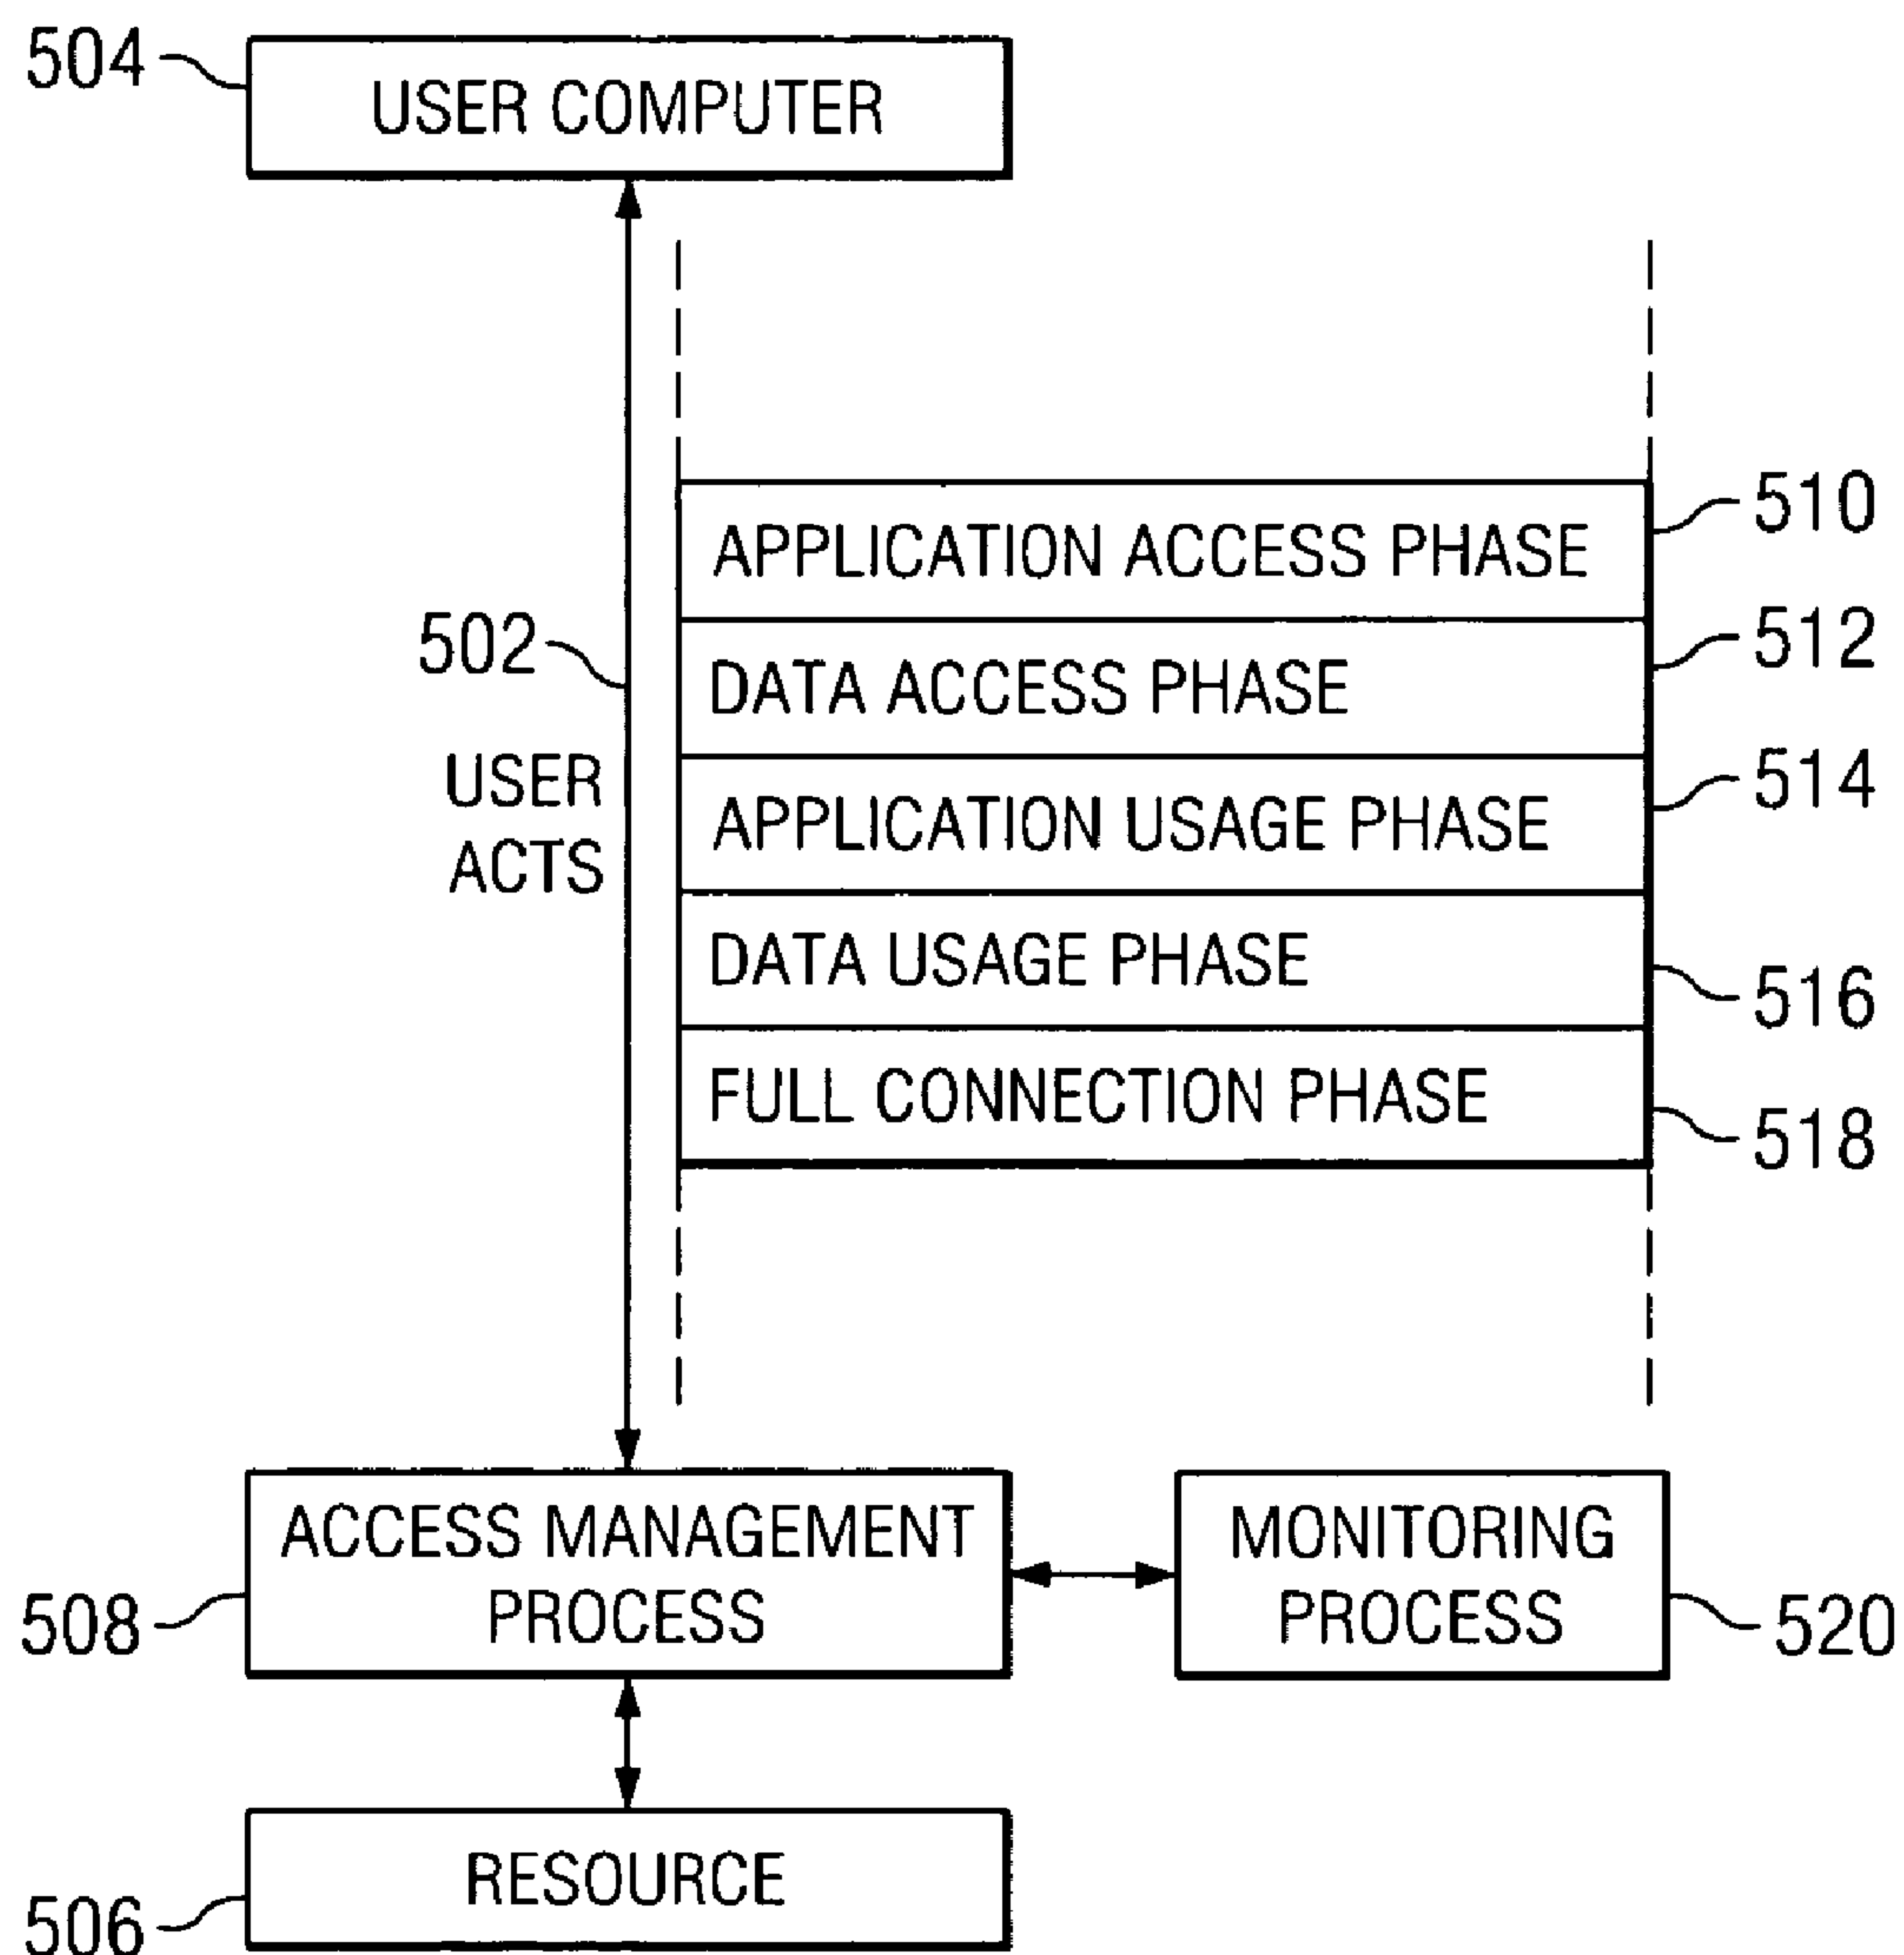 504
USER COMPUTER
510
APPLICATION ACCESS PHASE
502
512
DATA ACCESS PHASE
USER
ACTS
514
APPLICATION USAGE PHASE
DATA USAGE PHASE
516
FULL CONNECTION PHASE
518
ACCESS MANAGEMENT
PROCESS
508
MONITORING
PROCESS
520
RESOURCE
506